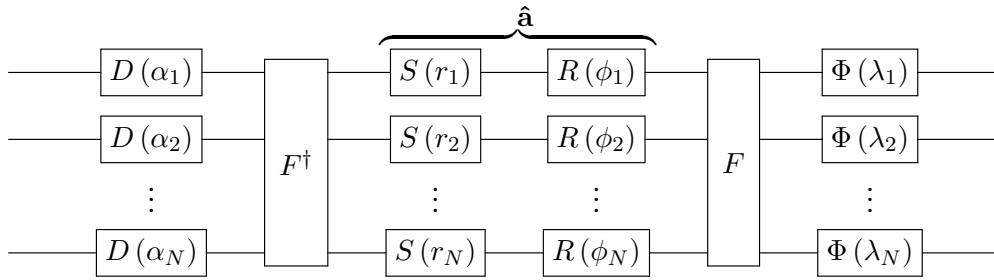 â
D (α₁) S (r₁) R (ϕ₁) Φ (λ₁)
D (α₂) S (r₂) R (ϕ₂) Φ (λ₂)
F† F
⋮ ⋮ ⋮ ⋮
D (α_N) S (r_N) R (ϕ_N) Φ (λ_N)